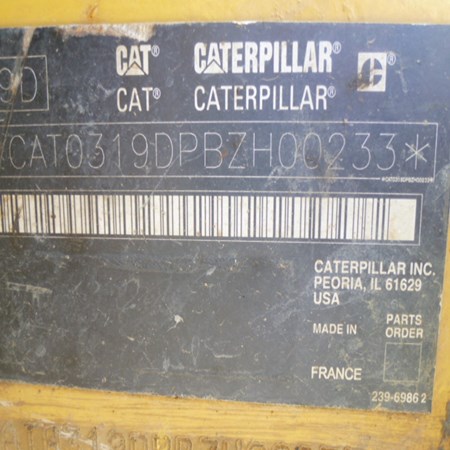 9D
CAT CATERPILLAR C
CAT® CATERPILLAR®
CAT0319DPBZH00233*
*CAT0319DPBZH00233*
CATERPILLAR INC.
PEORIA, IL 61629
USA
MADE IN
PARTS ORDER
FRANCE
239-6986 2